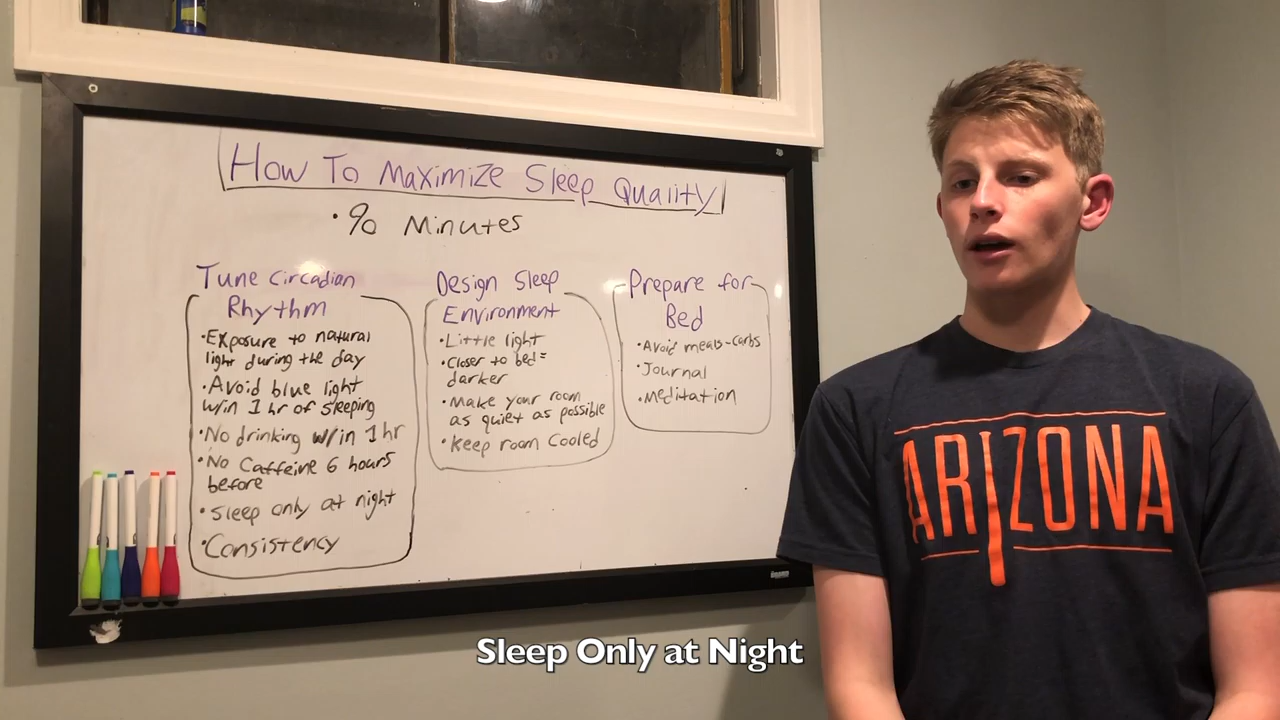 How To Maximize Sleep Quality
• 90 Minutes
Tune Circadian
Rhythm
• Exposure to natural
light during the day
• Avoid blue light
w/in 1 hr of sleeping
• No drinking w/in 1 hr
• No Caffeine 6 hours
before
• Sleep only at night
• Consistency
Design Sleep
Environment
• Little light
• Closer to bed =
darker
• Make your room
as quiet as possible
• Keep room Cooled
Prepare for
Bed
• Avoid meals-carbs
• Journal
• Meditation
ARIZONA
Sleep Only at Night